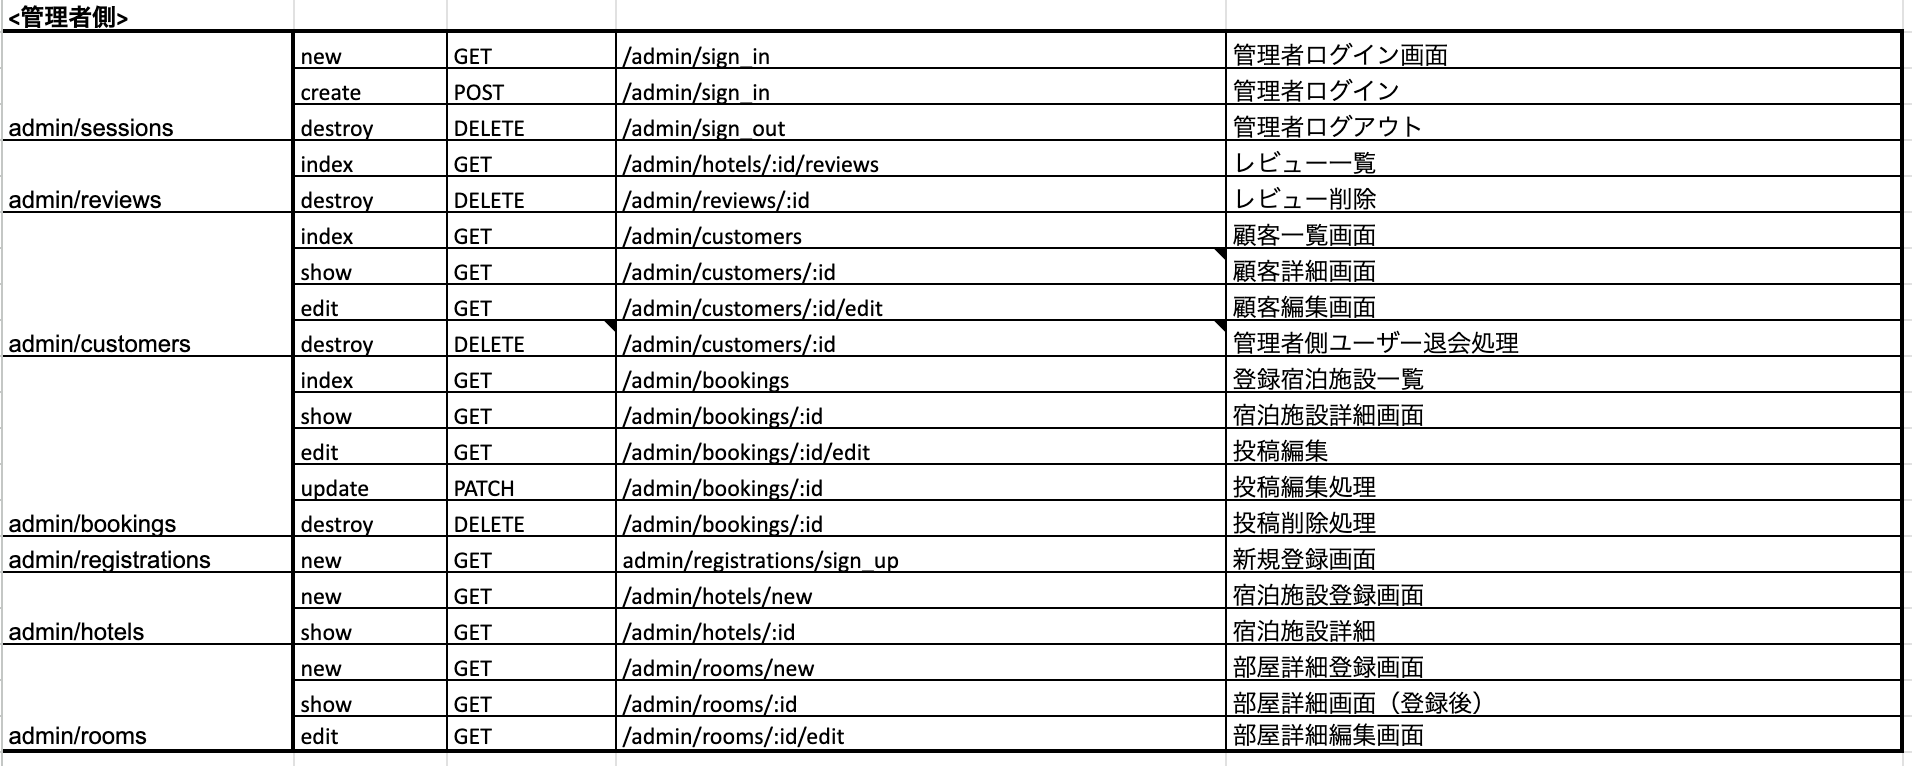 <管理者側>
new GET /admin/sign_in 管理者ログイン画面
create POST /admin/sign_in 管理者ログイン
admin/sessions destroy DELETE /admin/sign_out 管理者ログアウト
index GET /admin/hotels/:id/reviews レビュー一覧
admin/reviews destroy DELETE /admin/reviews/:id レビュー削除
index GET /admin/customers 顧客一覧画面
show GET /admin/customers/:id 顧客詳細画面
edit GET /admin/customers/:id/edit 顧客編集画面
admin/customers destroy DELETE /admin/customers/:id 管理者側ユーザー退会処理
index GET /admin/bookings 登録宿泊施設一覧
show GET /admin/bookings/:id 宿泊施設詳細画面
edit GET /admin/bookings/:id/edit 投稿編集
update PATCH /admin/bookings/:id 投稿編集処理
admin/bookings destroy DELETE /admin/bookings/:id 投稿削除処理
admin/registrations new GET admin/registrations/sign_up 新規登録画面
new GET /admin/hotels/new 宿泊施設登録画面
admin/hotels show GET /admin/hotels/:id 宿泊施設詳細
new GET /admin/rooms/new 部屋詳細登録画面
show GET /admin/rooms/:id 部屋詳細画面（登録後）
admin/rooms edit GET /admin/rooms/:id/edit 部屋詳細編集画面